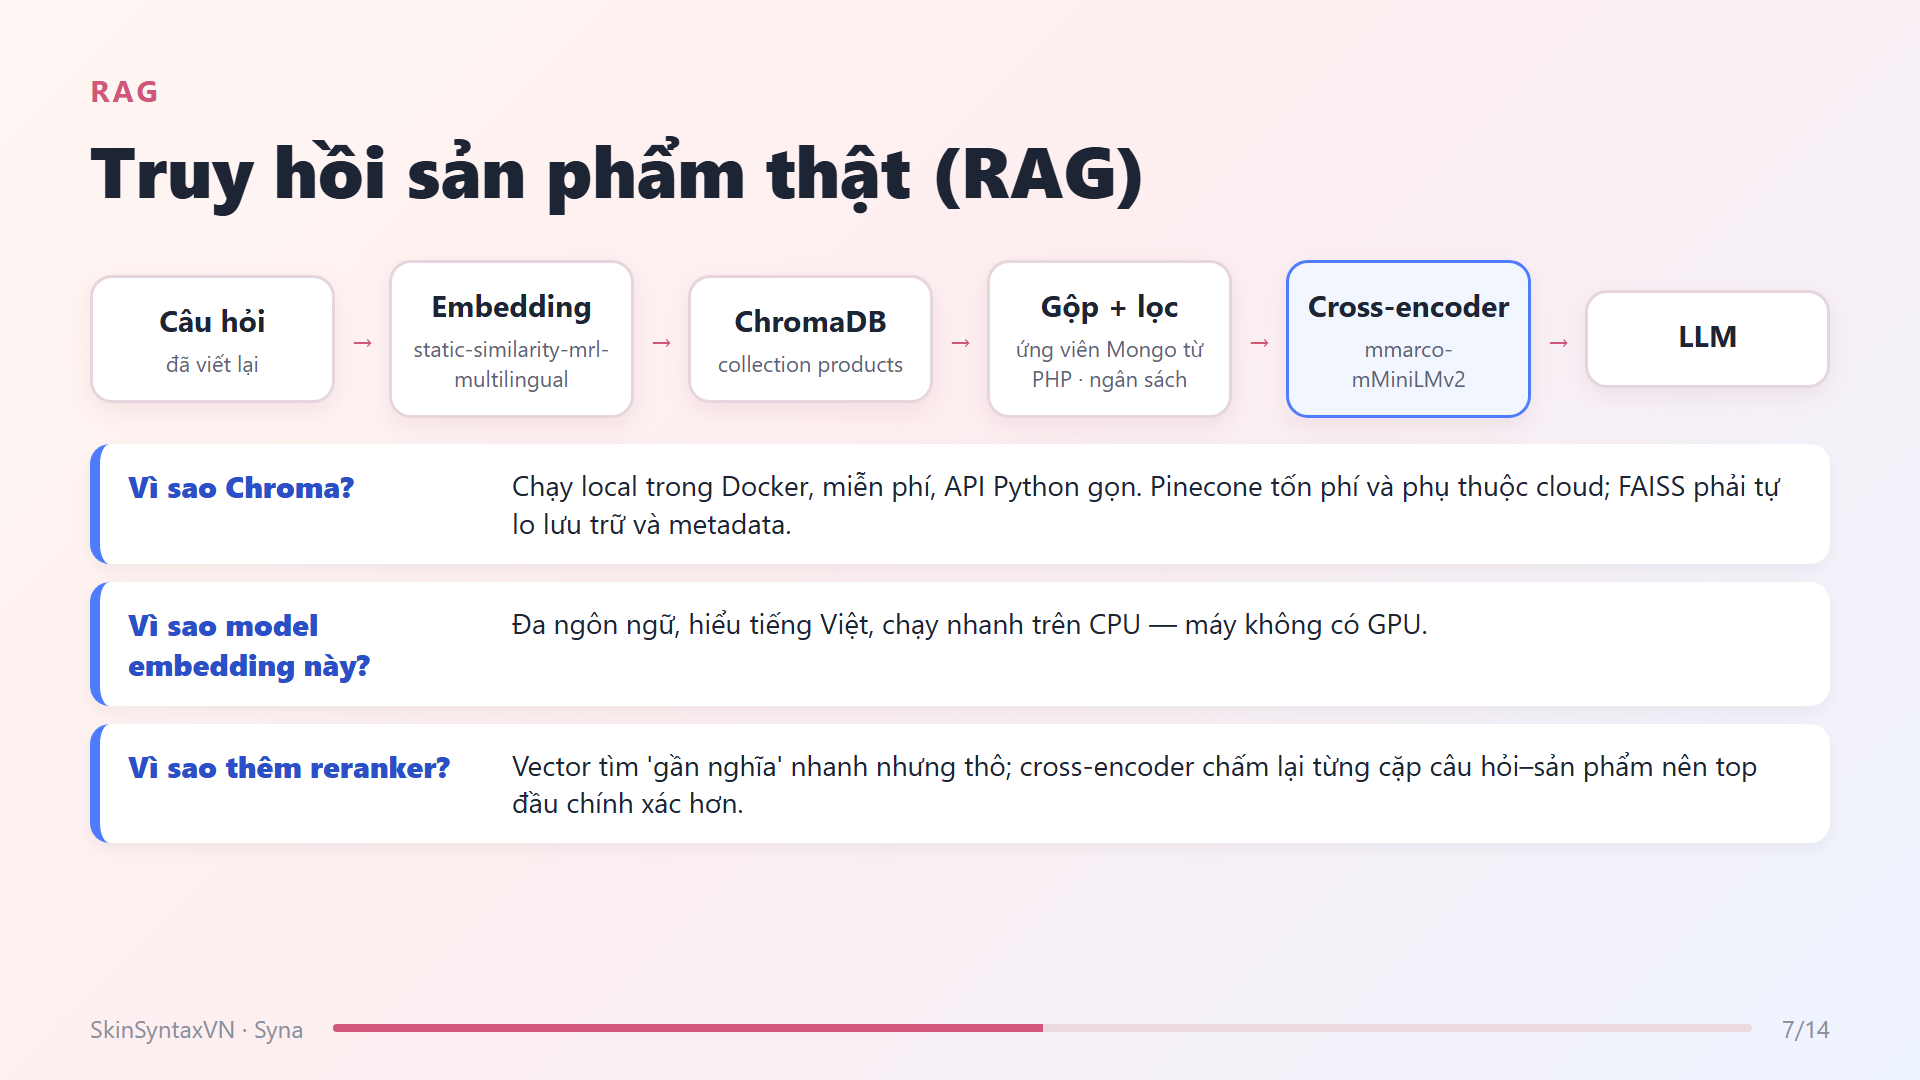 RAG
Truy hồi sản phẩm thật (RAG)
Câu hỏi
đã viết lại
→
Embedding
static-similarity-mrl-
multilingual
→
ChromaDB
collection products
→
Gộp + lọc
ứng viên Mongo từ
PHP · ngân sách
→
Cross-encoder
mmarco-
mMiniLMv2
→
LLM
Vì sao Chroma?
Chạy local trong Docker, miễn phí, API Python gọn. Pinecone tốn phí và phụ thuộc cloud; FAISS phải tự
lo lưu trữ và metadata.
Vì sao model
embedding này?
Đa ngôn ngữ, hiểu tiếng Việt, chạy nhanh trên CPU — máy không có GPU.
Vì sao thêm reranker?
Vector tìm 'gần nghĩa' nhanh nhưng thô; cross-encoder chấm lại từng cặp câu hỏi–sản phẩm nên top
đầu chính xác hơn.
SkinSyntaxVN · Syna
7/14